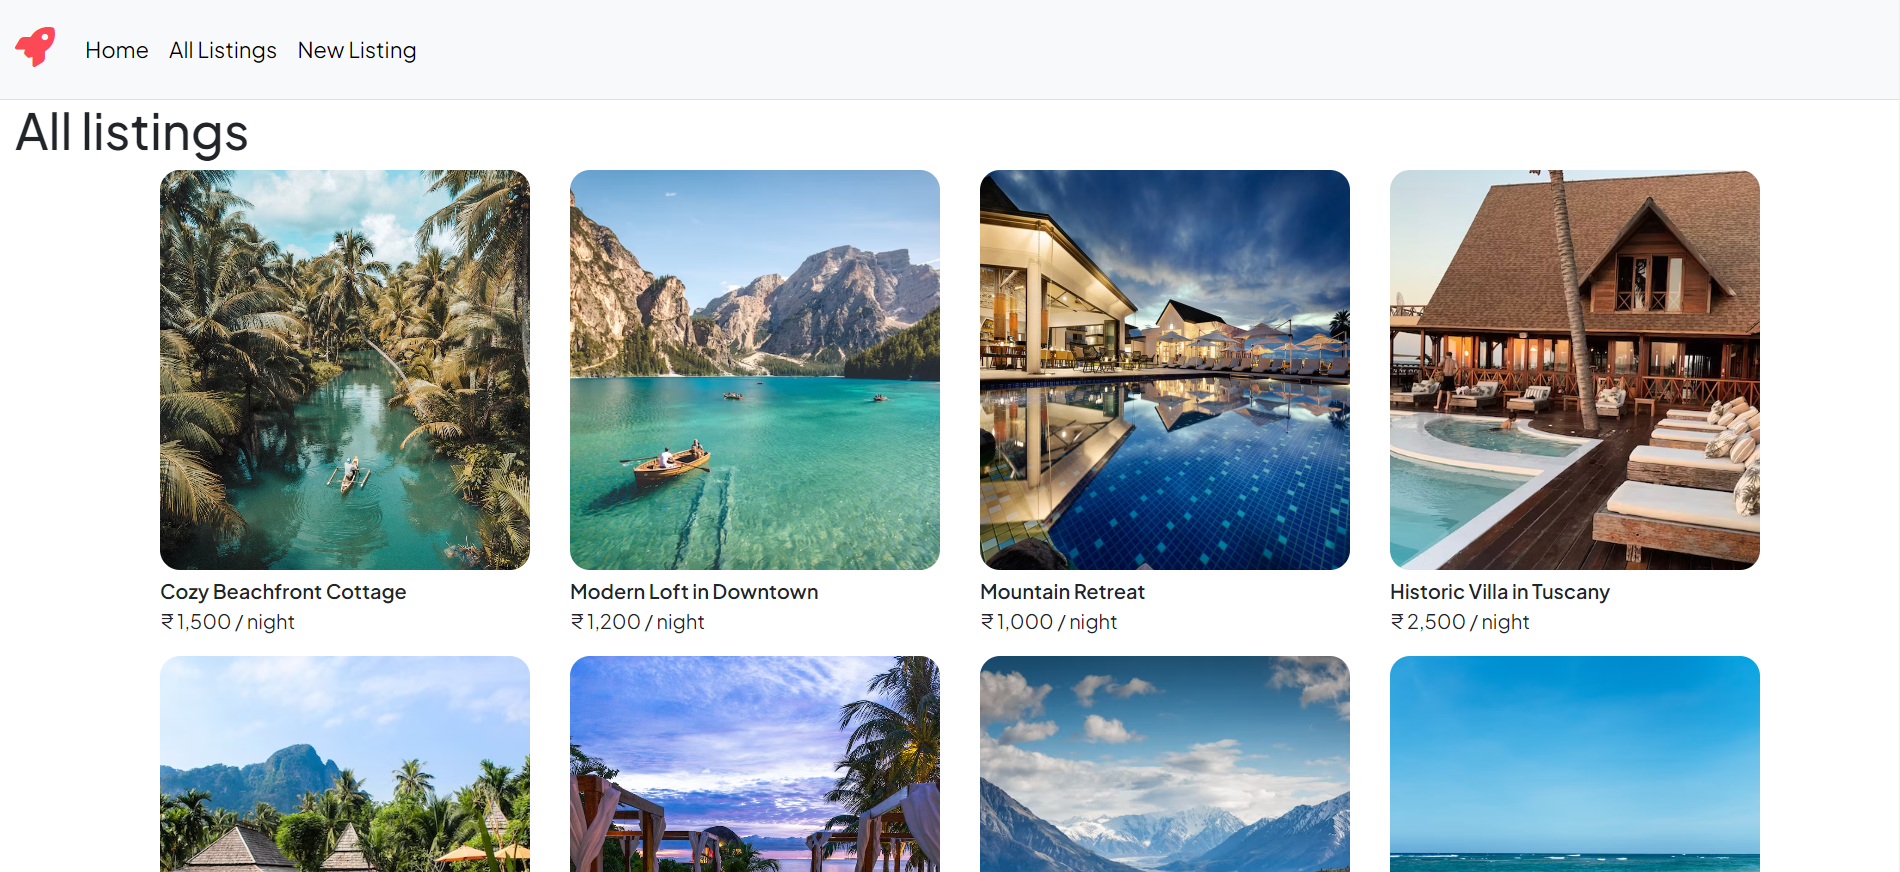 Home All Listings New Listing
All listings
Cozy Beachfront Cottage
₹ 1,500 / night
Modern Loft in Downtown
₹ 1,200 / night
Mountain Retreat
₹ 1,000 / night
Historic Villa in Tuscany
₹ 2,500 / night